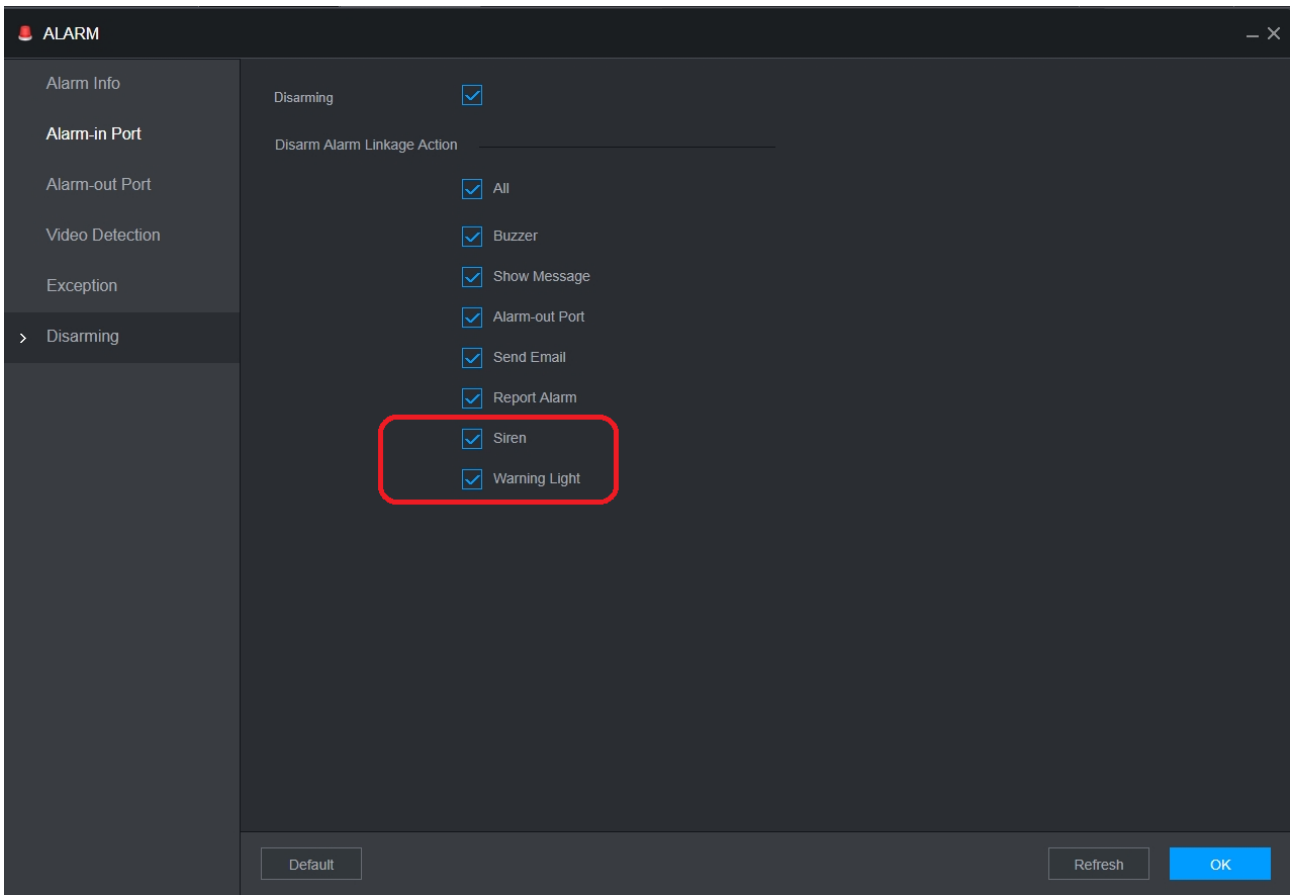 ALARM
Alarm Info
Alarm-in Port
Alarm-out Port
Video Detection
Exception
Disarming
Disarming
Disarm Alarm Linkage Action
All
Buzzer
Show Message
Alarm-out Port
Send Email
Report Alarm
Siren
Warning Light
Default
Refresh
OK